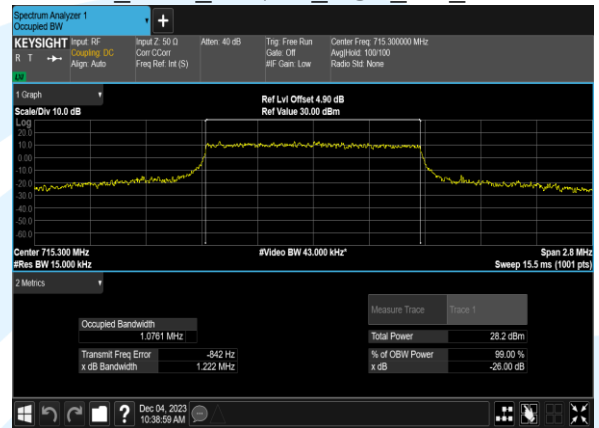 Spectrum Analyzer 1
Occupied BW
KEYSIGHT
R T
LV
Input: RF
Coupling: DC
Align: Auto
Input Z: 50 Ω
Corr CCorr
Freq Ref: Int (S)
Atten: 40 dB
Trig: Free Run
Gate: Off
#IF Gain: Low
Center Freq: 715.300000 MHz
Avg|Hold: 100/100
Radio Std: None
1 Graph
Scale/Div 10.0 dB
Ref Lvl Offset 4.90 dB
Ref Value 30.00 dBm
Log
20.0
10.0
0.00
-10.0
-20.0
-30.0
-40.0
-50.0
-60.0
Center 715.300 MHz
#Res BW 15.000 kHz
#Video BW 43.000 kHz*
Span 2.8 MHz
Sweep 15.5 ms (1001 pts)
2 Metrics
Measure Trace Trace 1
Occupied Bandwidth
1.0761 MHz
Total Power 28.2 dBm
Transmit Freq Error -842 Hz
% of OBW Power 99.00 %
x dB Bandwidth 1.222 MHz
x dB -26.00 dB
Dec 04, 2023
10:38:59 AM